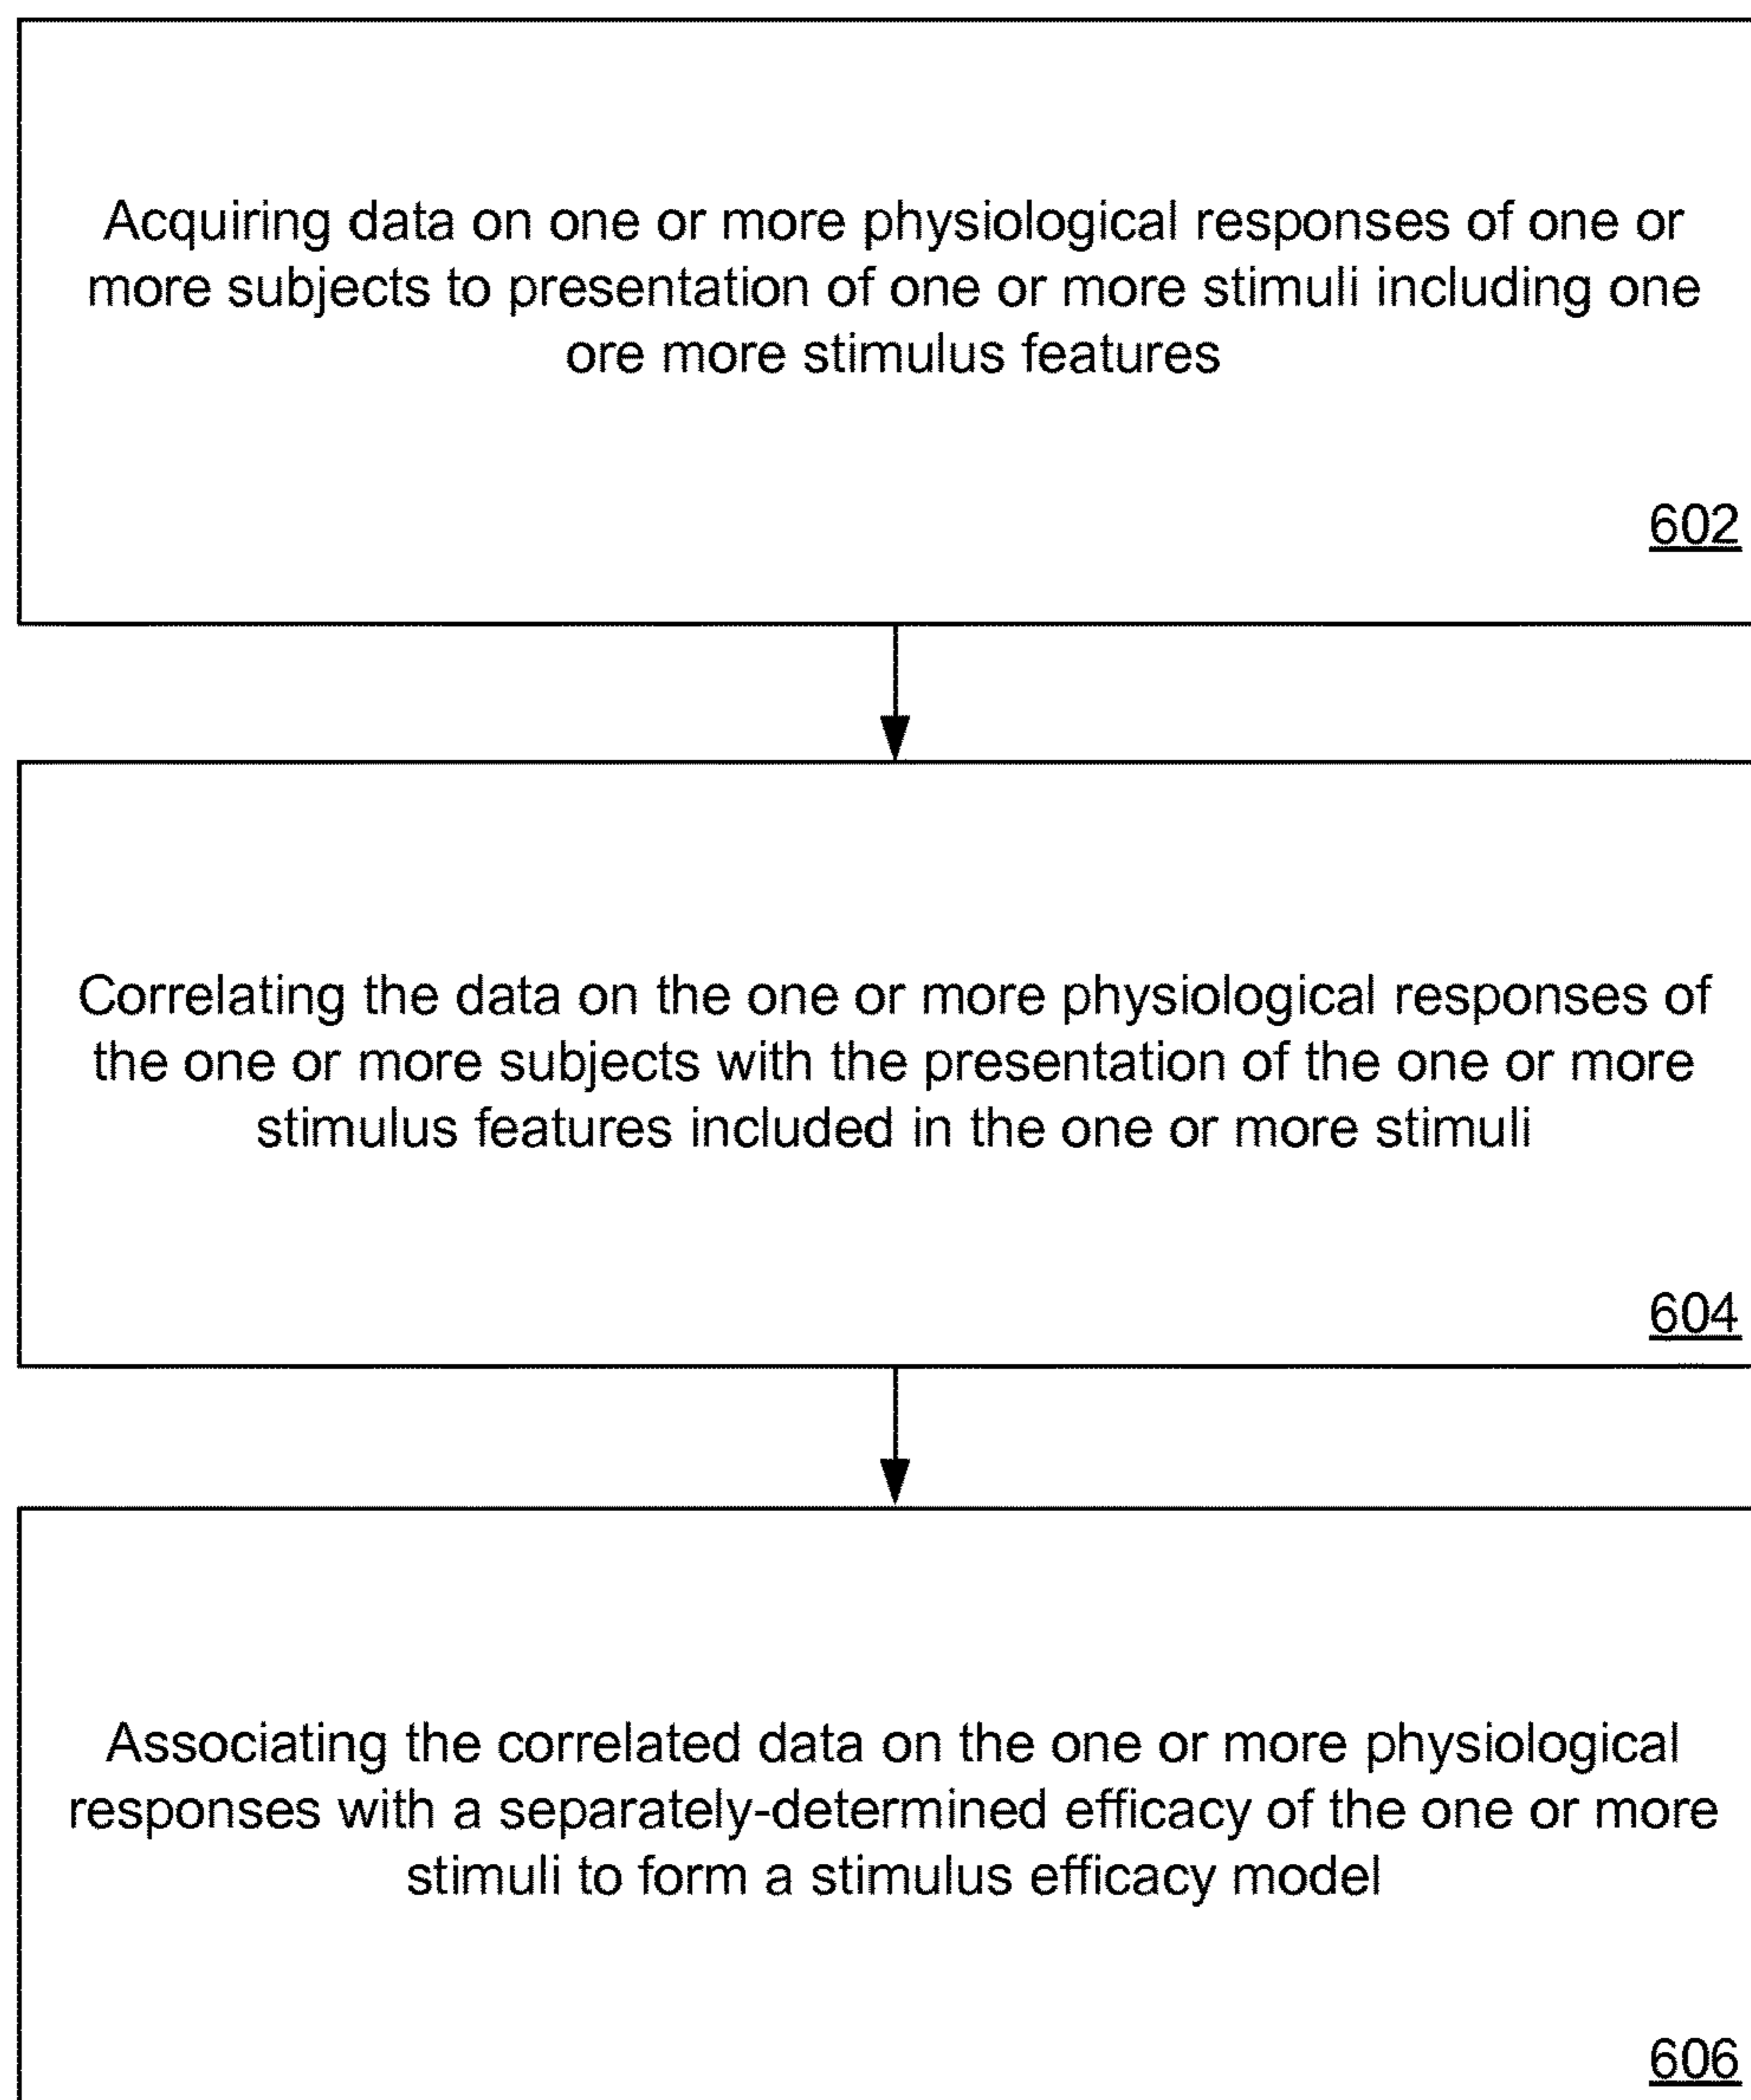 Acquiring data on one or more physiological responses of one or
more subjects to presentation of one or more stimuli including one
ore more stimulus features
602
Correlating the data on the one or more physiological responses of
the one or more subjects with the presentation of the one or more
stimulus features included in the one or more stimuli
604
Associating the correlated data on the one or more physiological
responses with a separately-determined efficacy of the one or more
stimuli to form a stimulus efficacy model
606